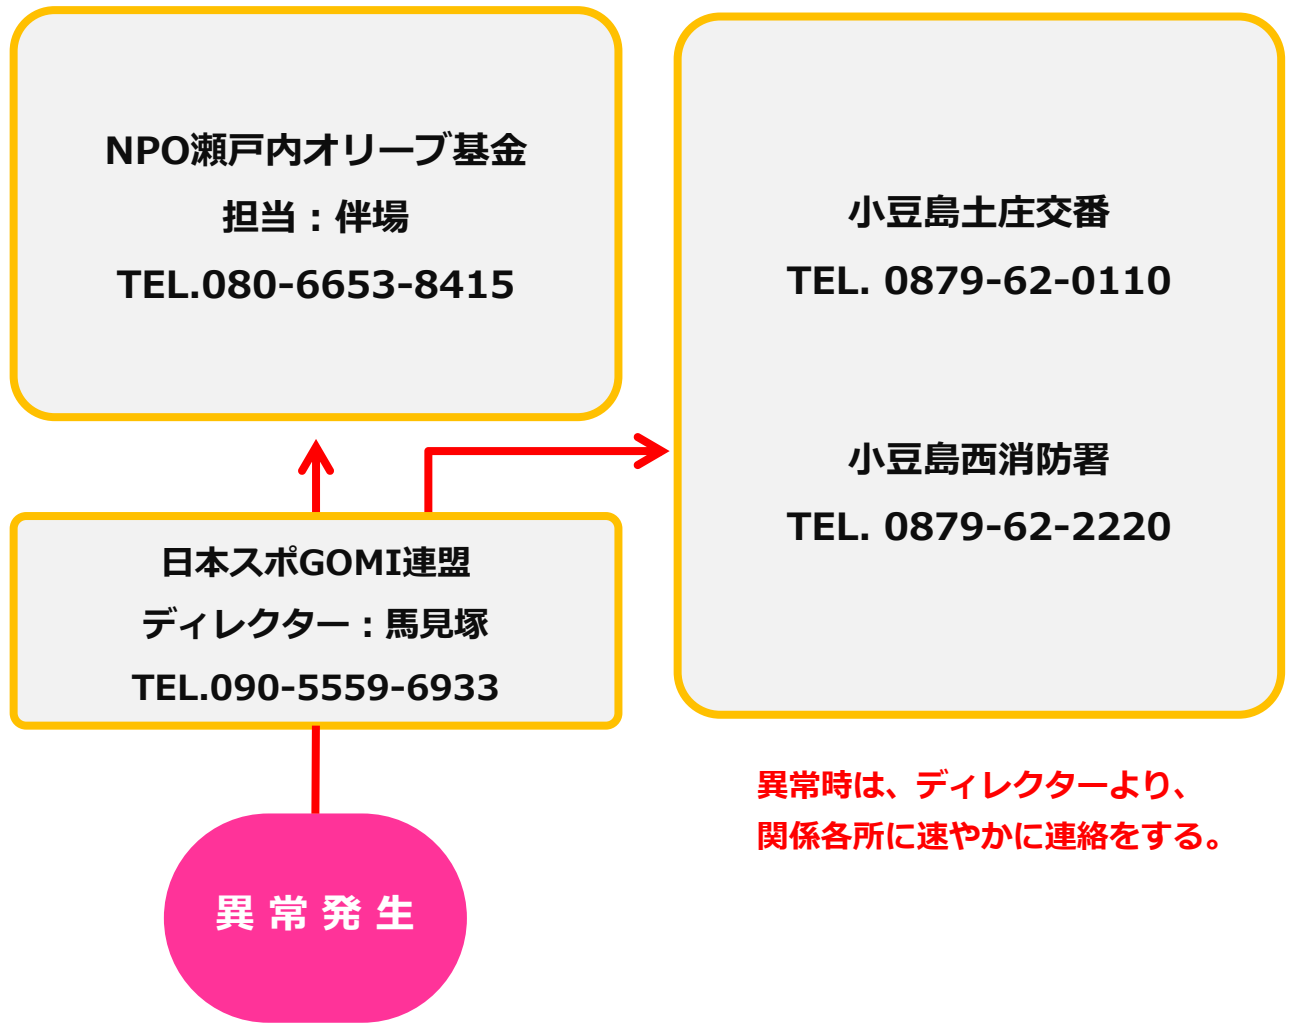 NPO瀬戸内オリーブ基金
担当：伴場
TEL.080-6653-8415
小豆島土庄交番
TEL. 0879-62-0110
小豆島西消防署
TEL. 0879-62-2220
日本スポGOMI連盟
ディレクター：馬見塚
TEL.090-5559-6933
異常時は、ディレクターより、
関係各所に速やかに連絡をする。
異 常 発 生